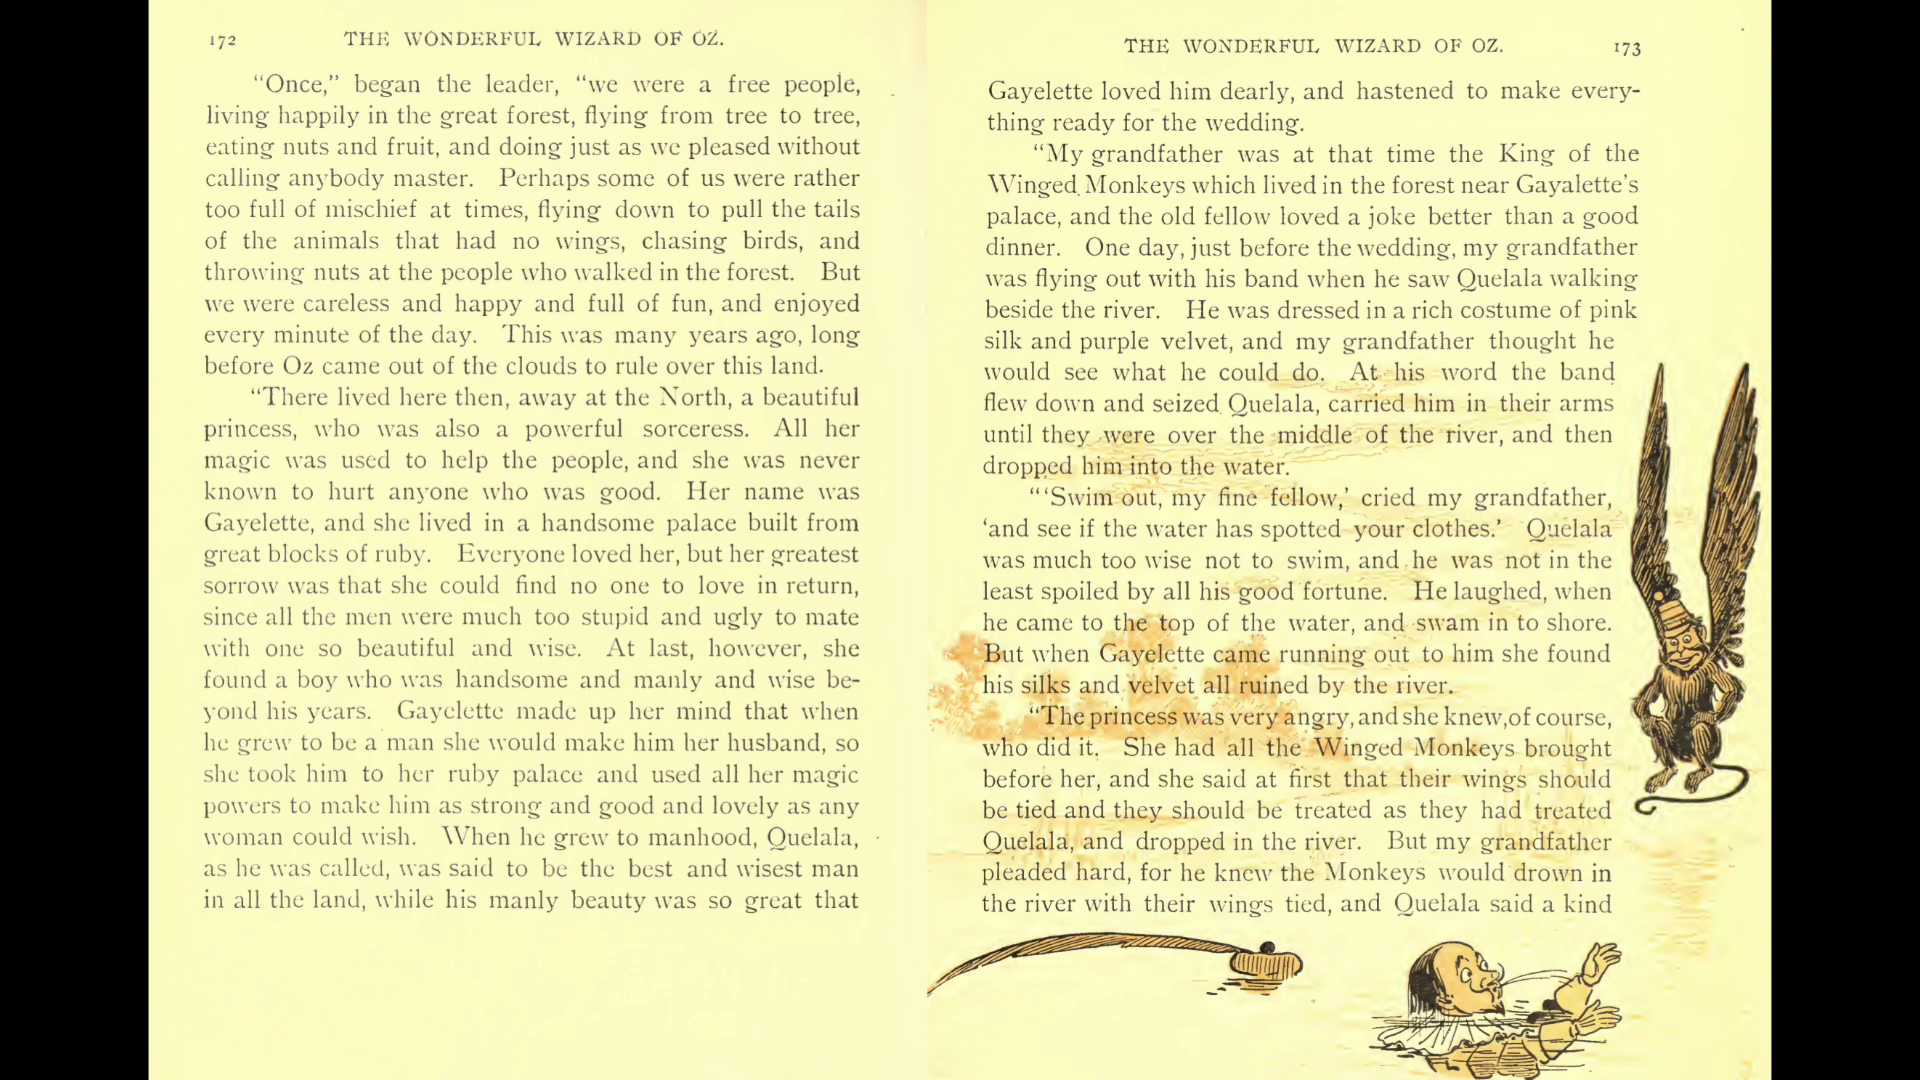 172 THE WONDERFUL WIZARD OF OZ.
“Once,” began the leader, “we were a free people,
living happily in the great forest, flying from tree to tree,
eating nuts and fruit, and doing just as we pleased without
calling anybody master. Perhaps some of us were rather
too full of mischief at times, flying down to pull the tails
of the animals that had no wings, chasing birds, and
throwing nuts at the people who walked in the forest. But
we were careless and happy and full of fun, and enjoyed
every minute of the day. This was many years ago, long
before Oz came out of the clouds to rule over this land.
“There lived here then, away at the North, a beautiful
princess, who was also a powerful sorceress. All her
magic was used to help the people, and she was never
known to hurt anyone who was good. Her name was
Gayelette, and she lived in a handsome palace built from
great blocks of ruby. Everyone loved her, but her greatest
sorrow was that she could find no one to love in return,
since all the men were much too stupid and ugly to mate
with one so beautiful and wise. At last, however, she
found a boy who was handsome and manly and wise be-
yond his years. Gayelette made up her mind that when
he grew to be a man she would make him her husband, so
she took him to her ruby palace and used all her magic
powers to make him as strong and good and lovely as any
woman could wish. When he grew to manhood, Quelala,
as he was called, was said to be the best and wisest man
in all the land, while his manly beauty was so great that
THE WONDERFUL WIZARD OF OZ. 173
Gayelette loved him dearly, and hastened to make every-
thing ready for the wedding.
“My grandfather was at that time the King of the
Winged Monkeys which lived in the forest near Gayalette's
palace, and the old fellow loved a joke better than a good
dinner. One day, just before the wedding, my grandfather
was flying out with his band when he saw Quelala walking
beside the river. He was dressed in a rich costume of pink
silk and purple velvet, and my grandfather thought he
would see what he could do. At his word the band
flew down and seized Quelala, carried him in their arms
until they were over the middle of the river, and then
dropped him into the water.
“‘Swim out, my fine fellow,’ cried my grandfather,
‘and see if the water has spotted your clothes.’ Quelala
was much too wise not to swim, and he was not in the
least spoiled by all his good fortune. He laughed, when
he came to the top of the water, and swam in to shore.
But when Gayelette came running out to him she found
his silks and velvet all ruined by the river.
“The princess was very angry, and she knew, of course,
who did it. She had all the Winged Monkeys brought
before her, and she said at first that their wings should
be tied and they should be treated as they had treated
Quelala, and dropped in the river. But my grandfather
pleaded hard, for he knew the Monkeys would drown in
the river with their wings tied, and Quelala said a kind